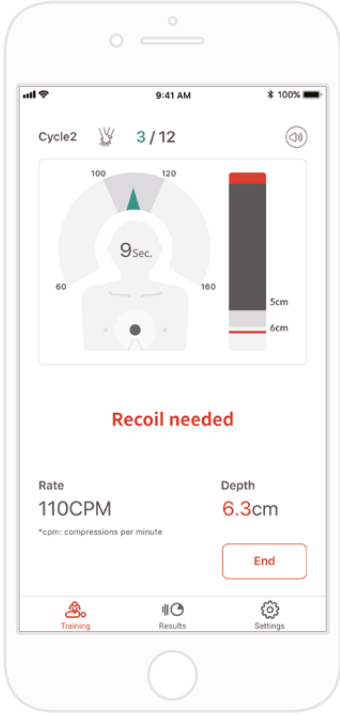 9:41 AM
100%
Cycle2 3 / 12
100 120
9Sec.
60 160
5cm
6cm
Recoil needed
Rate Depth
110CPM 6.3cm
*cpm: compressions per minute
End
Training Results Settings